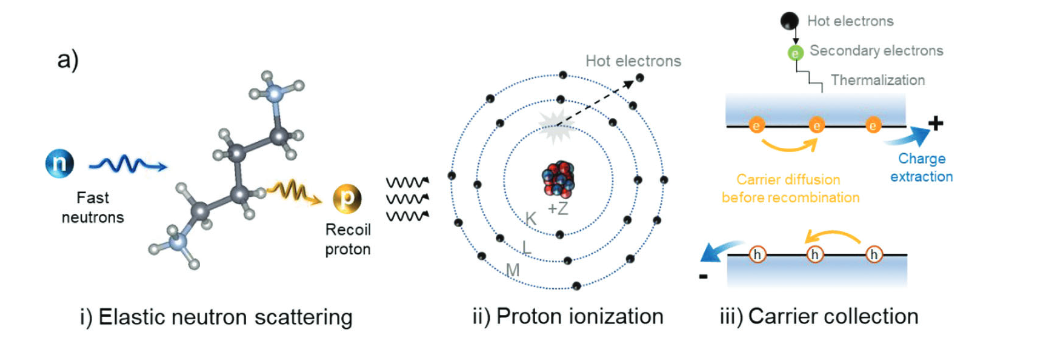 a)
n
Fast
neutrons
p
Recoil
proton
i) Elastic neutron scattering
Hot electrons
+Z
K
L
M
ii) Proton ionization
Hot electrons
e
Secondary electrons
Thermalization
e
e
e
+
Charge
extraction
Carrier diffusion
before recombination
-
h
h
h
iii) Carrier collection